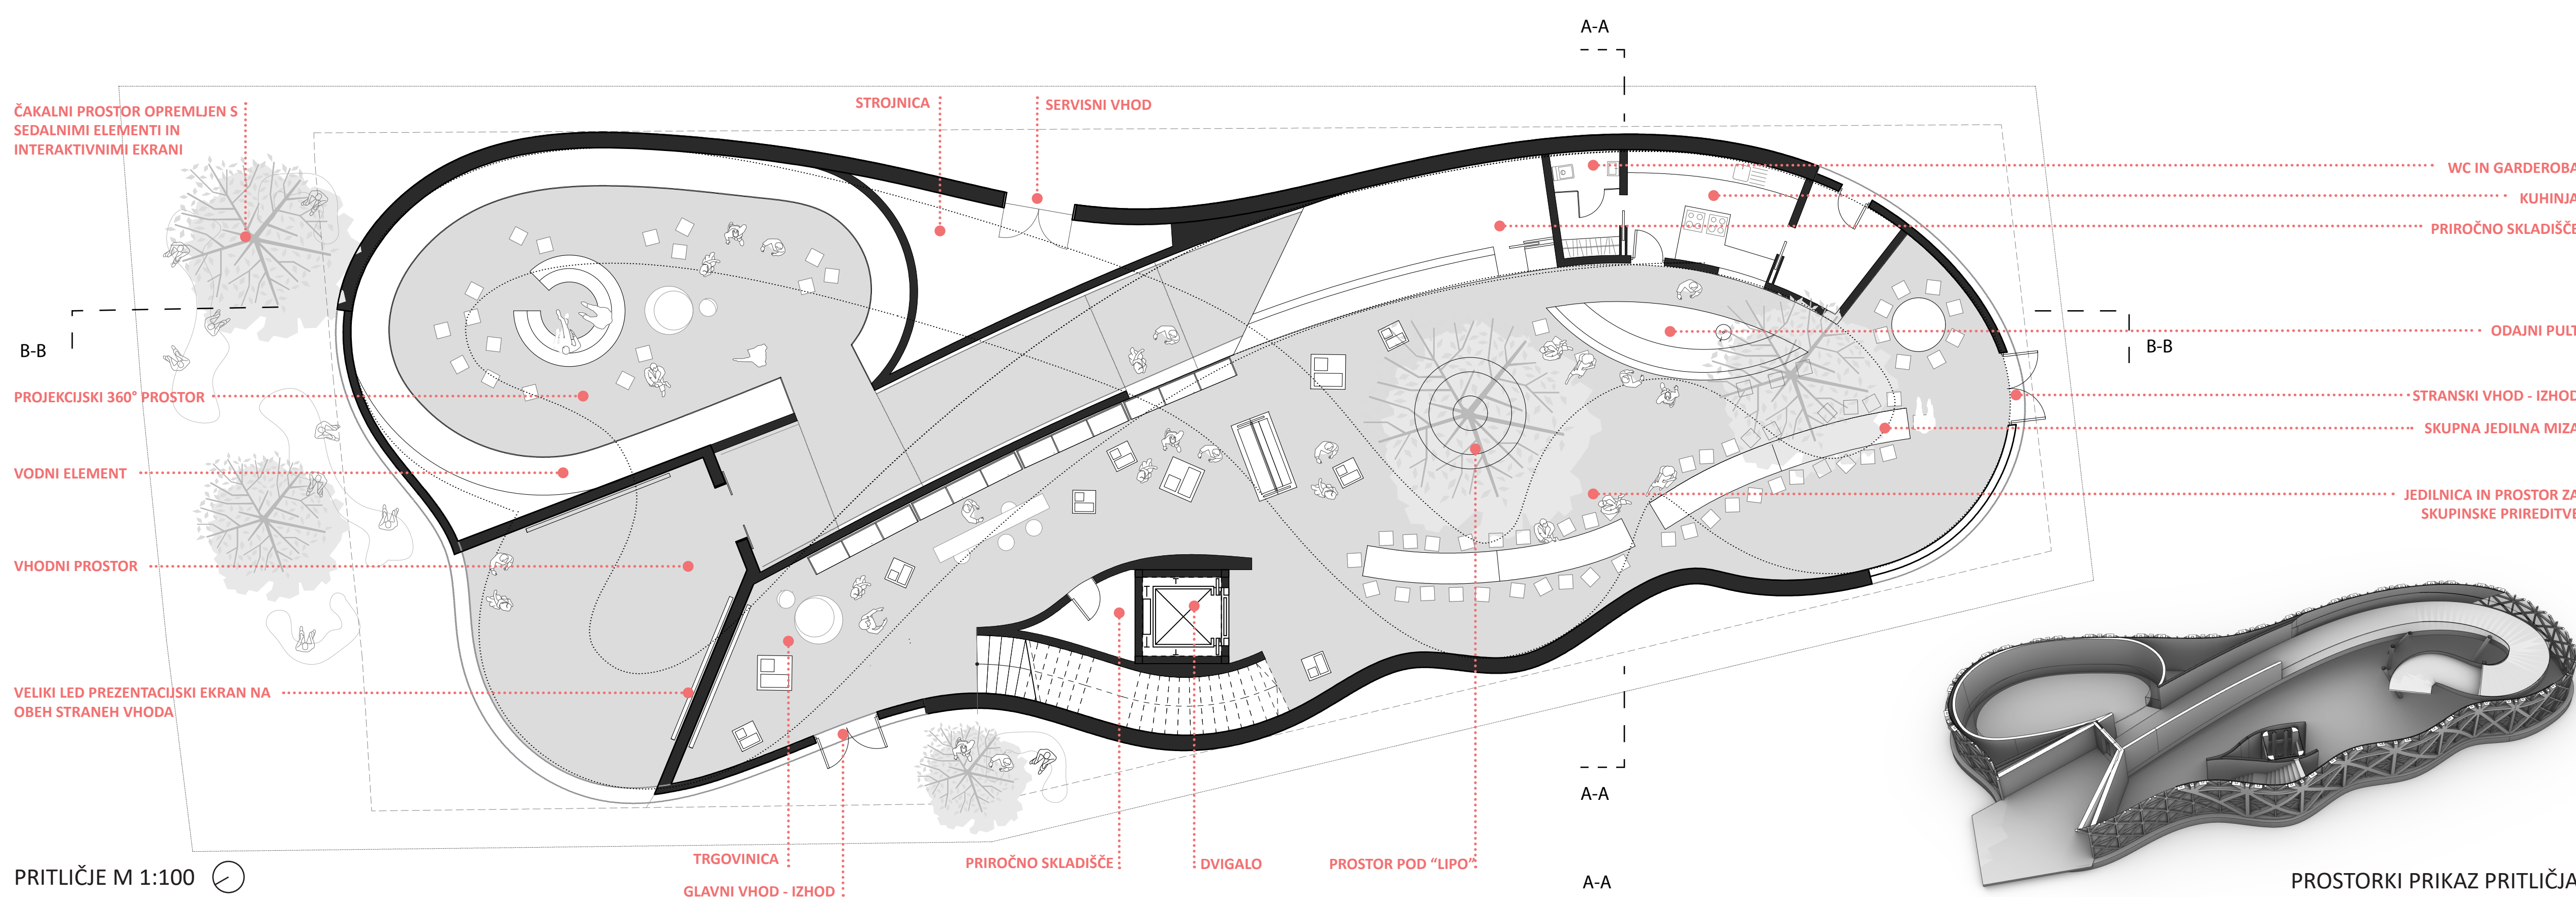 A-A
ČAKALNI PROSTOR OPREMLJEN S
SEDALNIMI ELEMENTI IN
INTERAKTIVNIMI EKRANI
STROJNICA
SERVISNI VHOD
WC IN GARDEROBA
KUHINJA
PRIROČNO SKLADIŠČE
B-B
ODAJNI PULT
B-B
PROJEKCIJSKI 360° PROSTOR
STRANSKI VHOD - IZHOD
SKUPNA JEDILNA MIZA
VODNI ELEMENT
JEDILNICA IN PROSTOR ZA
SKUPINSKE PRIREDITVE
VHODNI PROSTOR
VELIKI LED PREZENTACIJSKI EKRAN NA
OBEH STRANEH VHODA
A-A
TRGOVINICA
GLAVNI VHOD - IZHOD
PRIROČNO SKLADIŠČE
DVIGALO
PROSTOR POD “LIPO”
A-A
PRITLIČJE M 1:100
PROSTORKI PRIKAZ PRITLIČJA